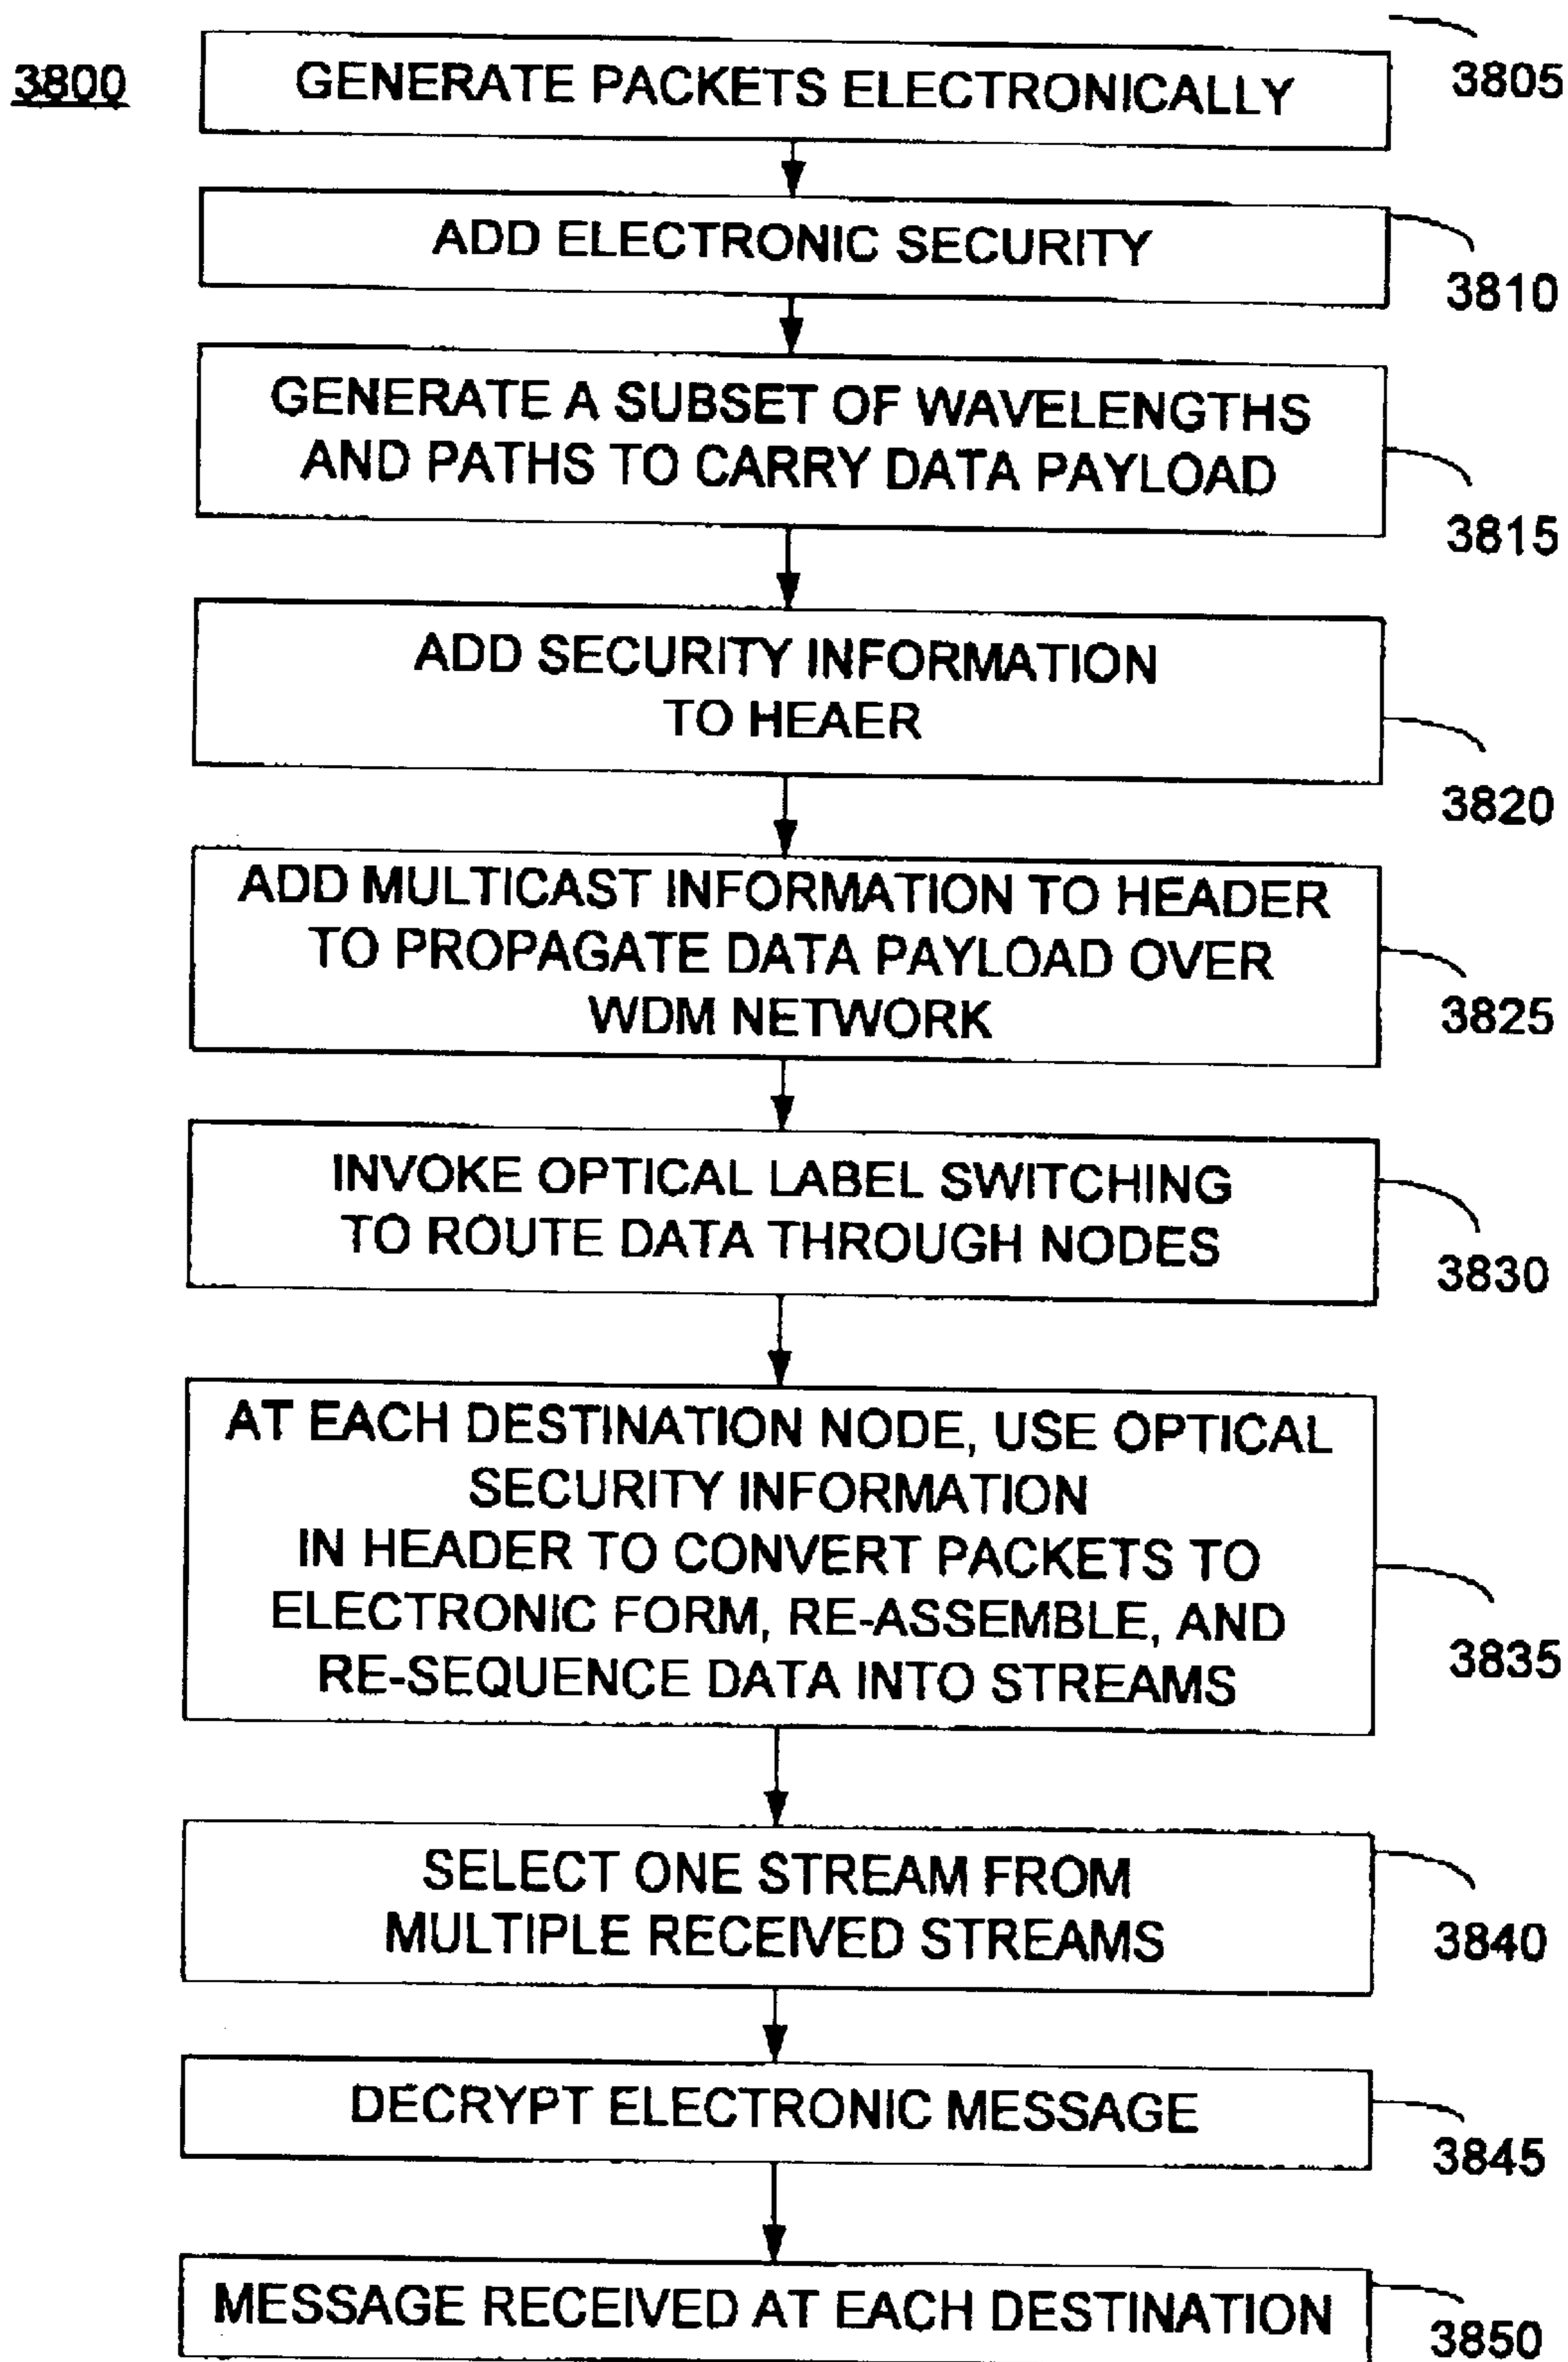 3800
GENERATE PACKETS ELECTRONICALLY
3805
ADD ELECTRONIC SECURITY
3810
GENERATE A SUBSET OF WAVELENGTHS
AND PATHS TO CARRY DATA PAYLOAD
3815
ADD SECURITY INFORMATION
TO HEAER
3820
ADD MULTICAST INFORMATION TO HEADER
TO PROPAGATE DATA PAYLOAD OVER
WDM NETWORK
3825
INVOKE OPTICAL LABEL SWITCHING
TO ROUTE DATA THROUGH NODES
3830
AT EACH DESTINATION NODE, USE OPTICAL
SECURITY INFORMATION
IN HEADER TO CONVERT PACKETS TO
ELECTRONIC FORM, RE-ASSEMBLE, AND
RE-SEQUENCE DATA INTO STREAMS
3835
SELECT ONE STREAM FROM
MULTIPLE RECEIVED STREAMS
3840
DECRYPT ELECTRONIC MESSAGE
3845
MESSAGE RECEIVED AT EACH DESTINATION
3850